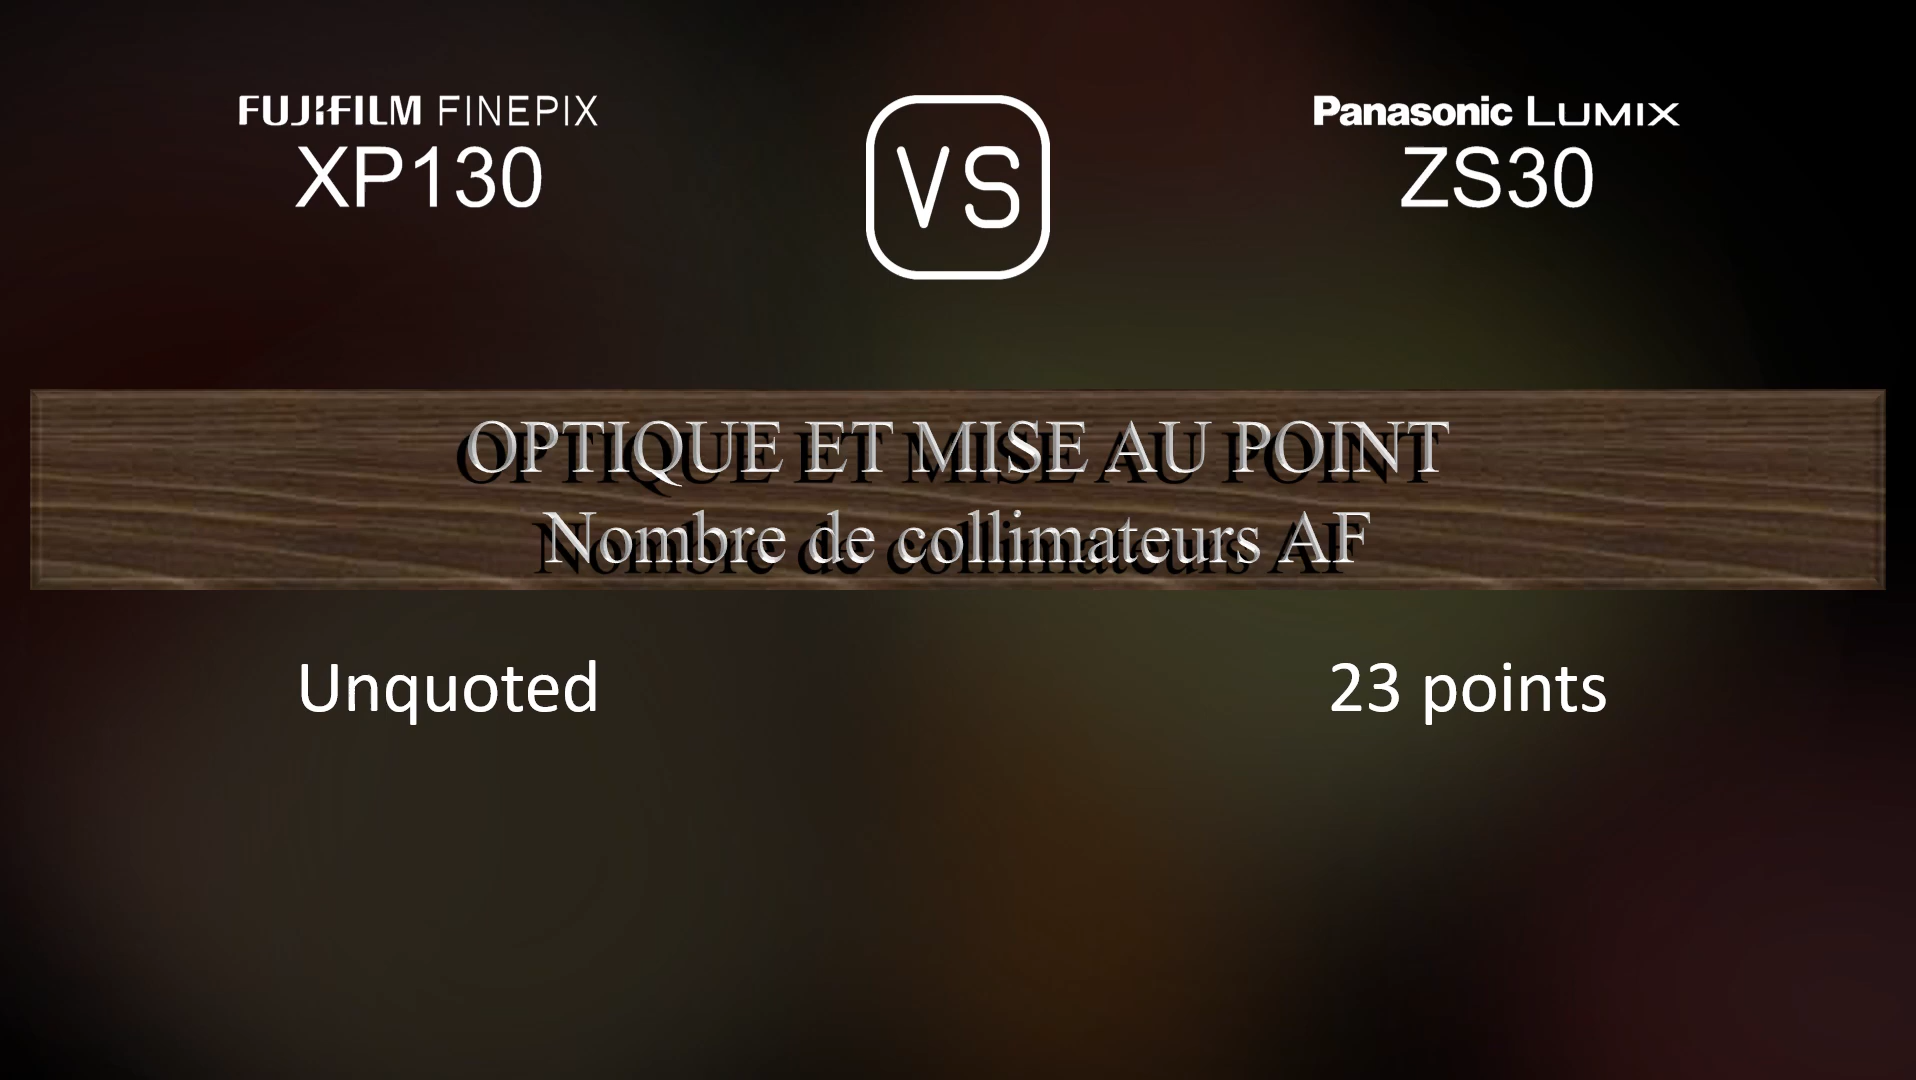 FUJIFILM FINEPIX
XP130
VS
Panasonic LUMIX
ZS30
OPTIQUE ET MISE AU POINT
Nombre de collimateurs AF
Unquoted
23 points